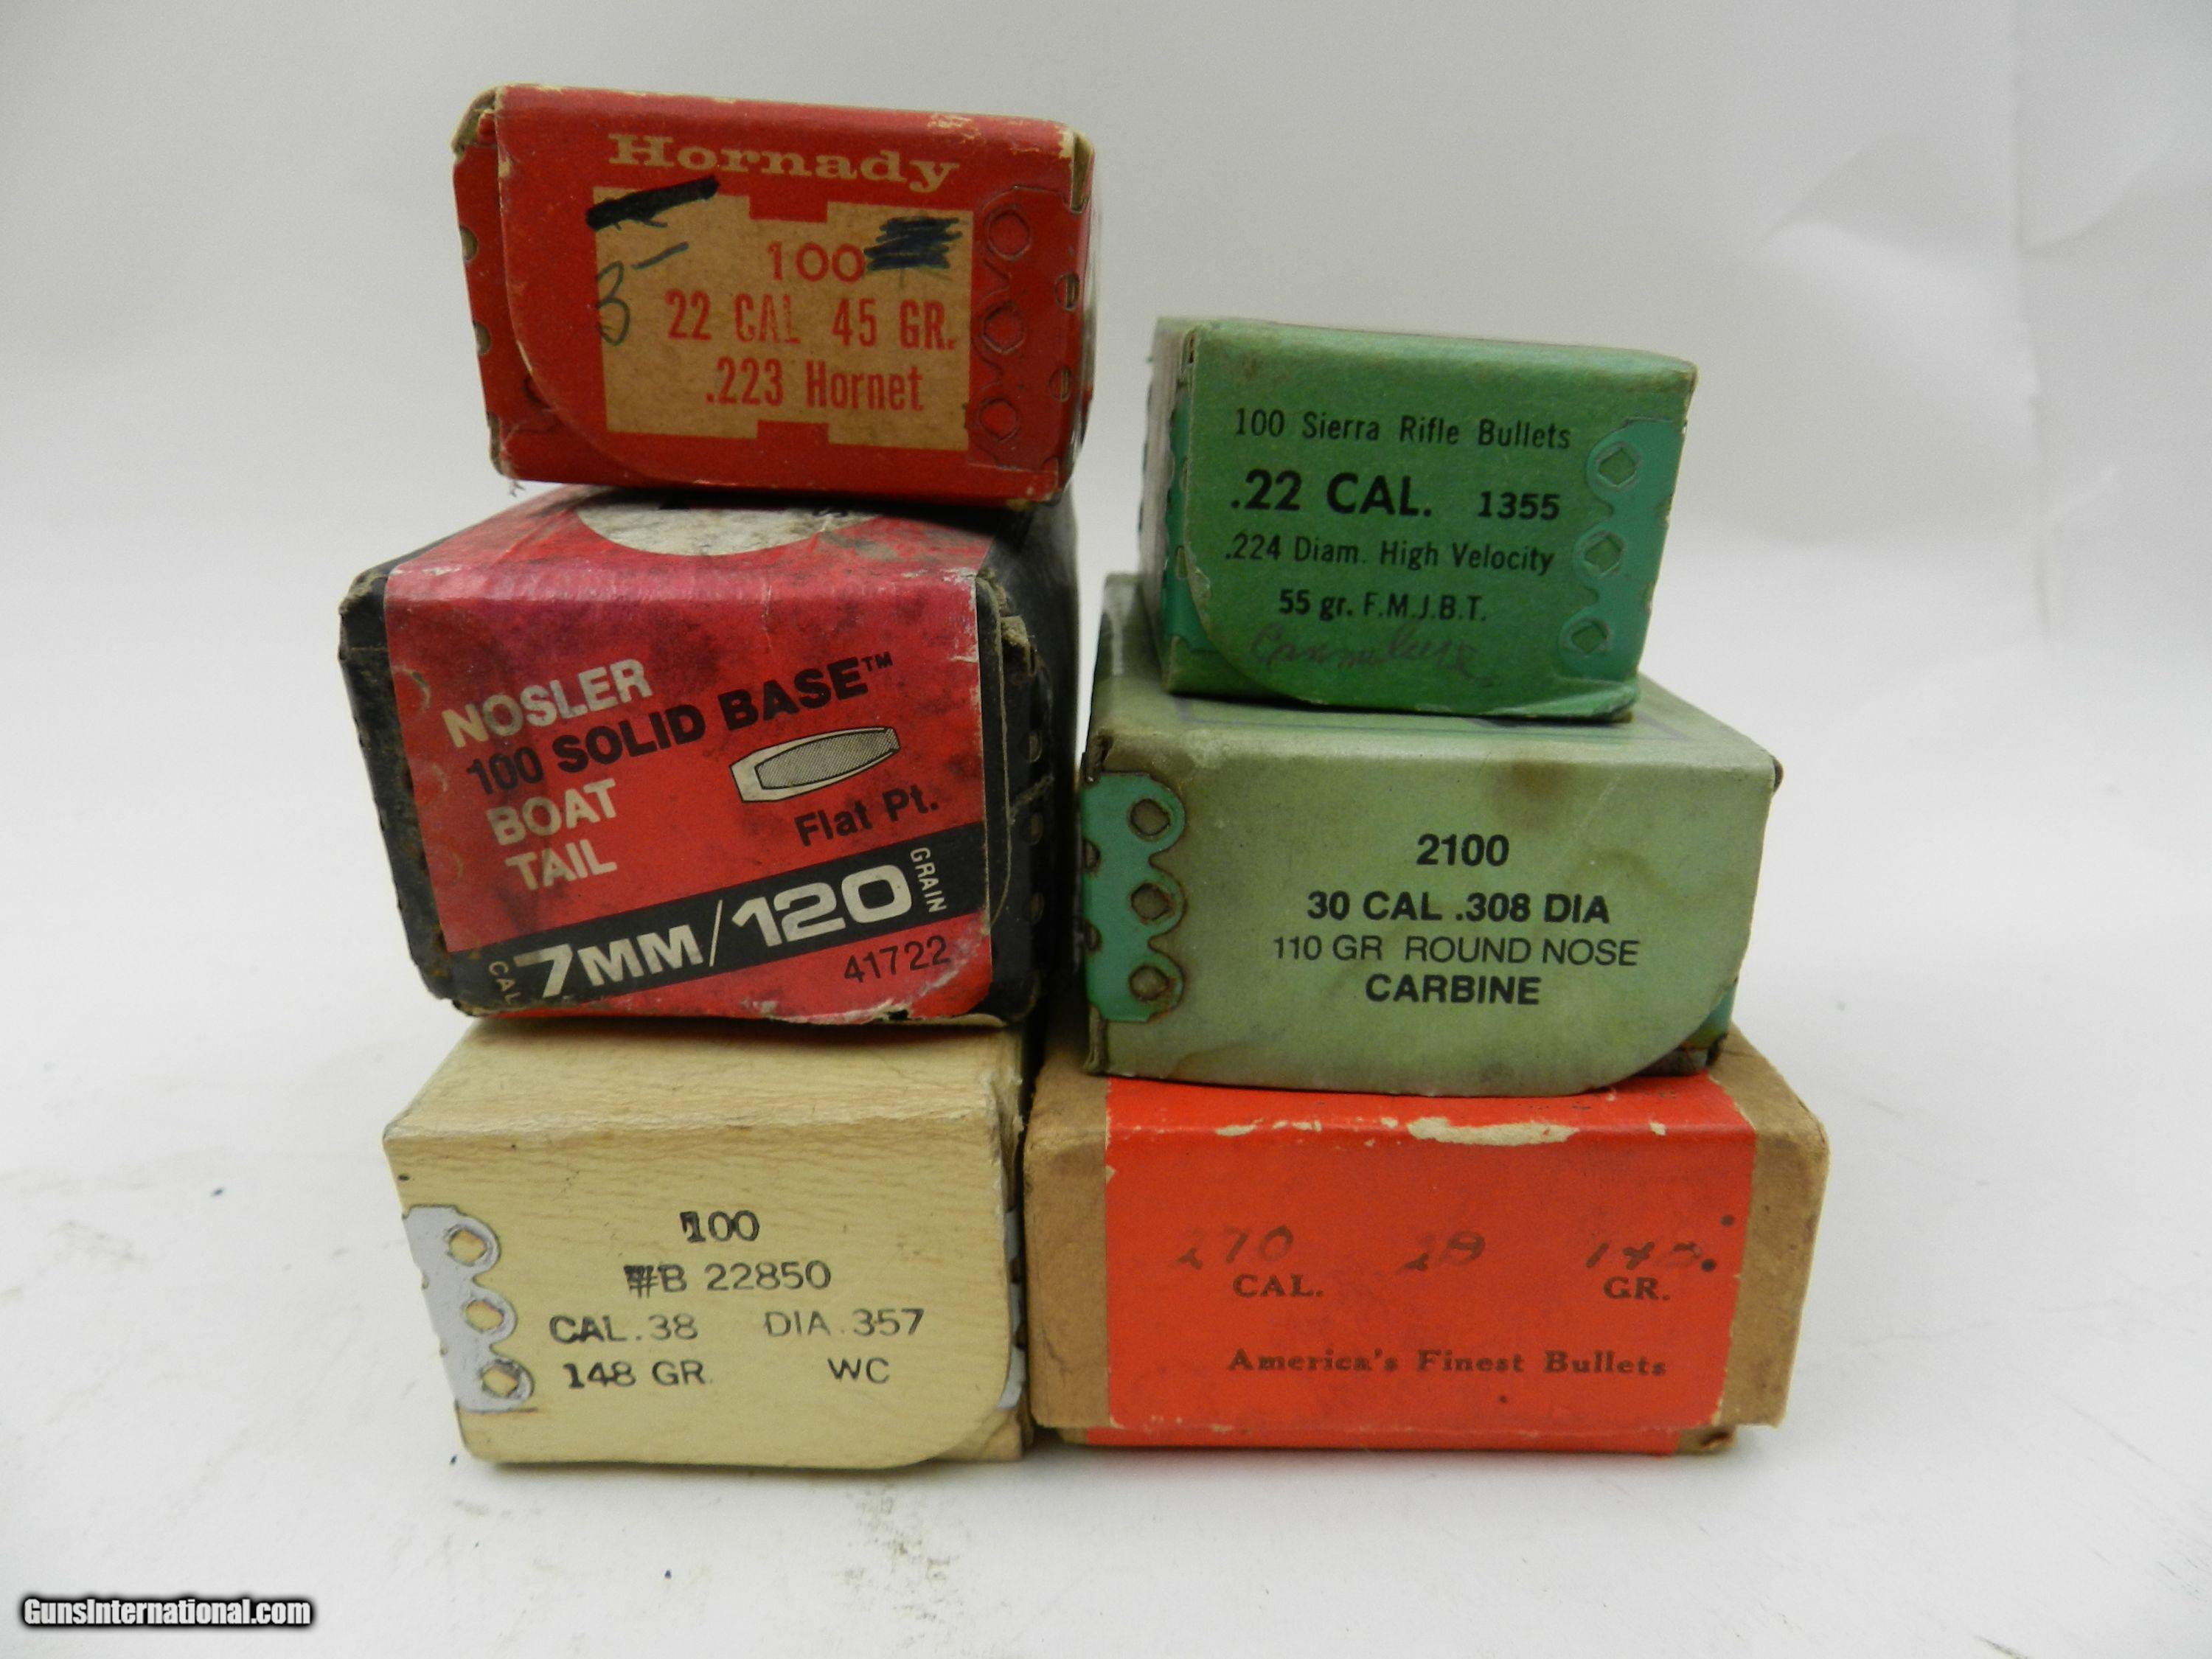 Hornady
100
22 CAL 45 GR.
.223 Hornet
NOSLER
100 SOLID BASE™
BOAT
TAIL
Flat Pt.
CAL. 7MM/120 GRAIN
41722
100
#B 22850
CAL.38 DIA.357
148 GR. WC
100 Sierra Rifle Bullets
.22 CAL. 1355
.224 Diam. High Velocity
55 gr. F.M.J.B.T.
2100
30 CAL .308 DIA
110 GR ROUND NOSE
CARBINE
270
CAL. GR.
America's Finest Bullets
GunsInternational.com